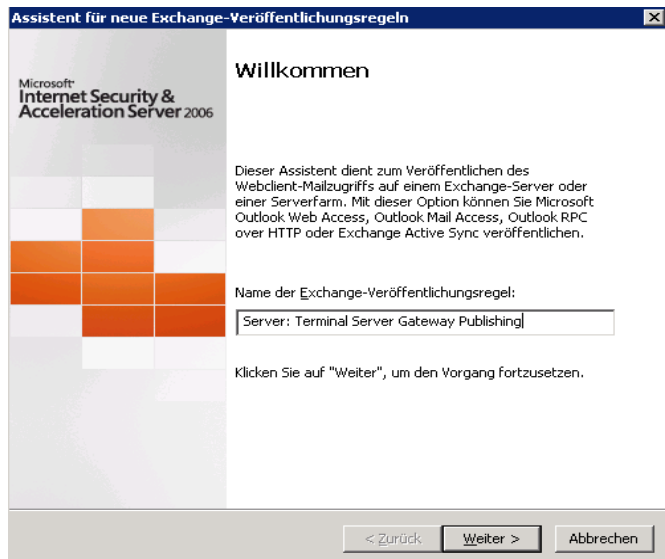 Assistent für neue Exchange-Veröffentlichungsregeln
Microsoft
Internet Security &
Acceleration Server 2006
Willkommen
Dieser Assistent dient zum Veröffentlichen des
Webclient-Mailzugriffs auf einem Exchange-Server oder
einer Serverfarm. Mit dieser Option können Sie Microsoft
Outlook Web Access, Outlook Mail Access, Outlook RPC
over HTTP oder Exchange Active Sync veröffentlichen.
Name der Exchange-Veröffentlichungsregel:
Server: Terminal Server Gateway Publishing
Klicken Sie auf "Weiter", um den Vorgang fortzusetzen.
< Zurück Weiter > Abbrechen